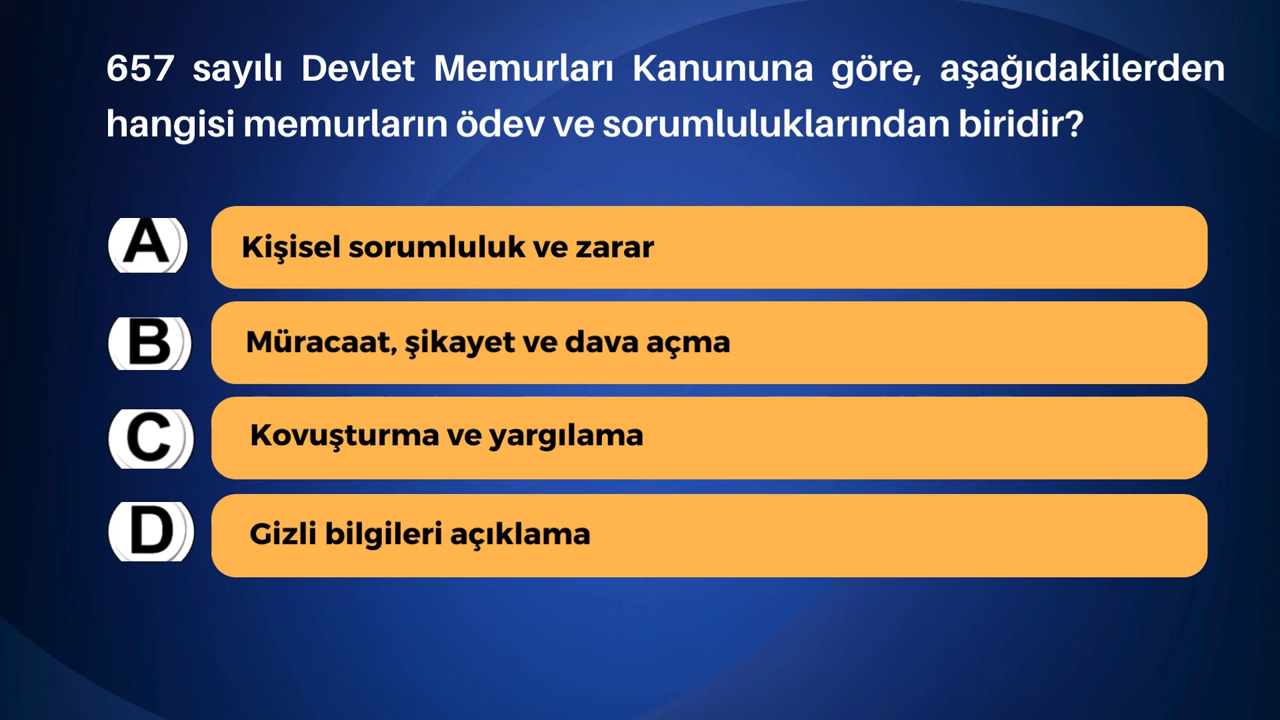 657 sayılı Devlet Memurları Kanununa göre, aşağıdakilerden
hangisi memurların ödev ve sorumluluklarından biridir?
A Kişisel sorumluluk ve zarar
B Müracaat, şikayet ve dava açma
C Kovuşturma ve yargılama
D Gizli bilgileri açıklama